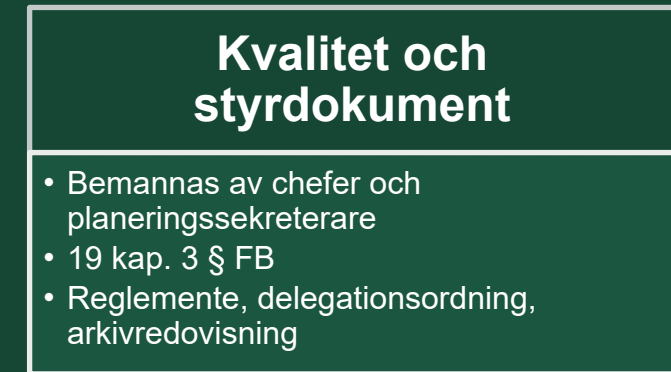 Kvalitet och
styrdokument
• Bemannas av chefer och
planeringssekreterare
• 19 kap. 3 § FB
• Reglemente, delegationsordning,
arkivredovisning